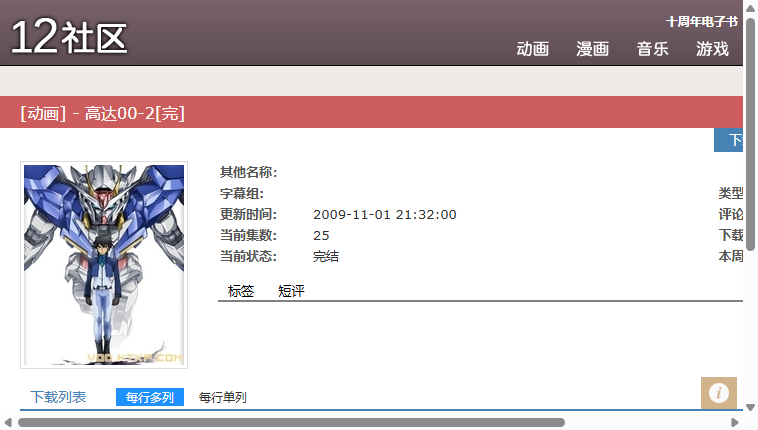 12社区
十周年电子书
动画 漫画 音乐 游戏
[动画] - 高达00-2[完]
其他名称:
字幕组:
类型
更新时间: 2009-11-01 21:32:00
评论
当前集数: 25
下载
当前状态: 完结
本周
标签 短评
VDO.KTXP.COM
下载列表 每行多列 每行单列